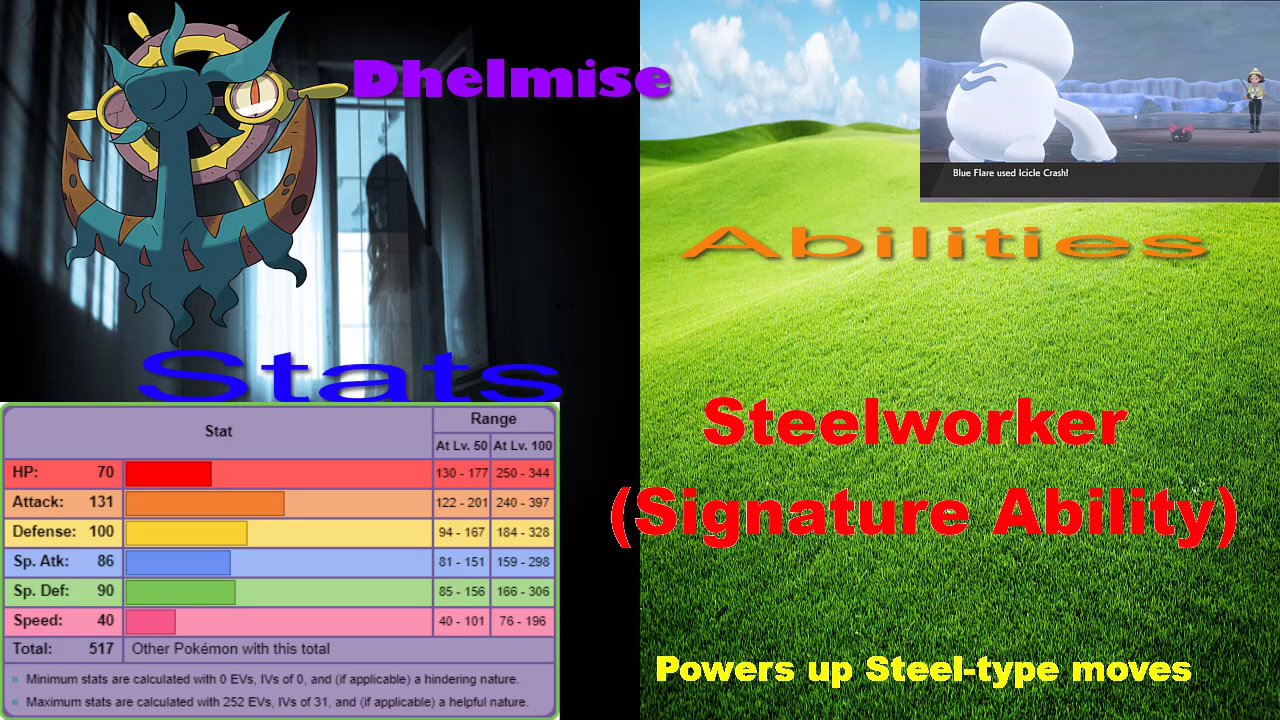 Dhelmise
Stats
Stat
Range
At Lv. 50 At Lv. 100
HP: 70 130 - 177 250 - 344
Attack: 131 122 - 201 240 - 397
Defense: 100 94 - 167 184 - 328
Sp. Atk: 86 81 - 151 159 - 298
Sp. Def: 90 85 - 156 166 - 306
Speed: 40 40 - 101 76 - 196
Total: 517 Other Pokémon with this total
Minimum stats are calculated with 0 EVs, IVs of 0, and (if applicable) a hindering nature.
Maximum stats are calculated with 252 EVs, IVs of 31, and (if applicable) a helpful nature.
Blue Flare used Icicle Crash!
Abilities
Steelworker
(Signature Ability)
Powers up Steel-type moves